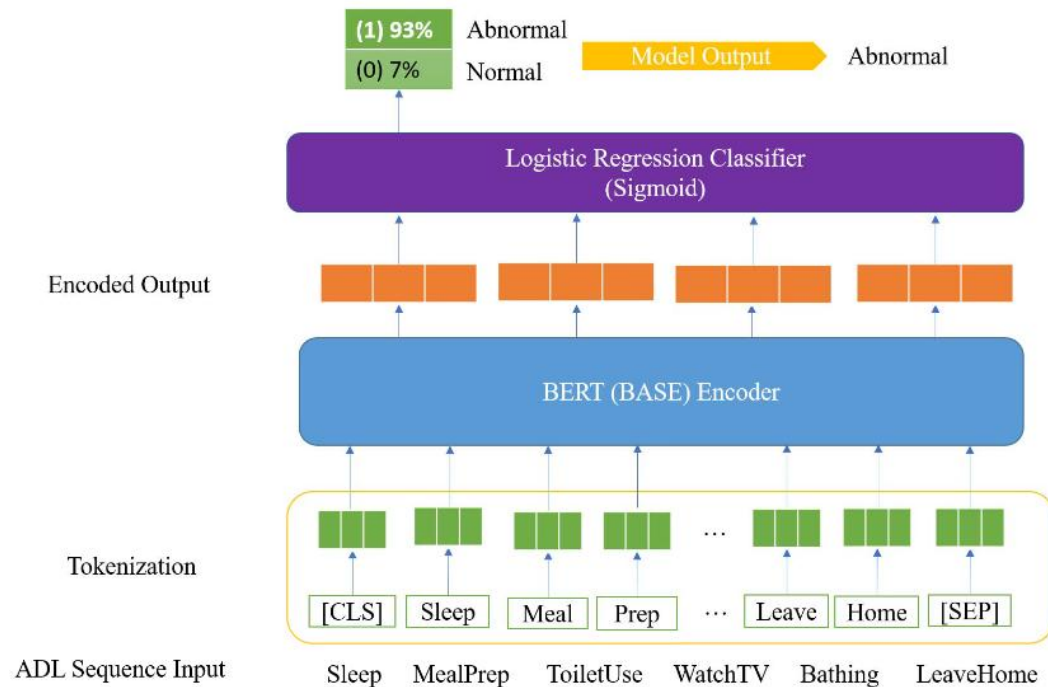 (1) 93% Abnormal
(0) 7% Normal
Model Output
Abnormal
Logistic Regression Classifier
(Sigmoid)
Encoded Output
BERT (BASE) Encoder
...
Tokenization
[CLS] Sleep Meal Prep ... Leave Home [SEP]
ADL Sequence Input Sleep MealPrep ToiletUse WatchTV Bathing LeaveHome